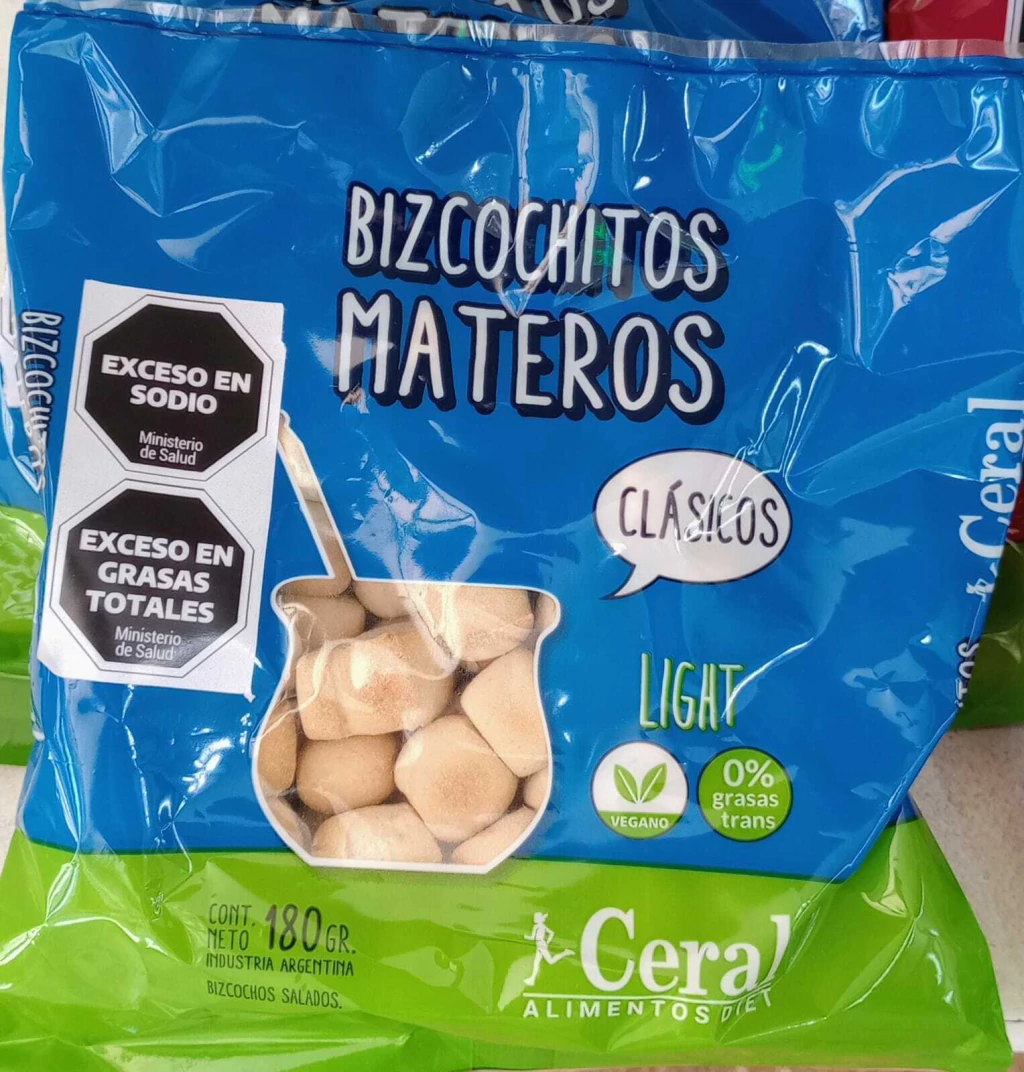 MATEROS
BIZCOCHITOS
MATEROS
CLÁSICOS
EXCESO EN
SODIO
Ministerio
de Salud
EXCESO EN
GRASAS
TOTALES
Ministerio
de Salud
LIGHT
VEGANO
0%
grasas
trans
CONT.
NETO 180 GR.
INDUSTRIA ARGENTINA
BIZCOCHOS SALADOS.
Ceral
ALIMENTOS DIET
Ceral